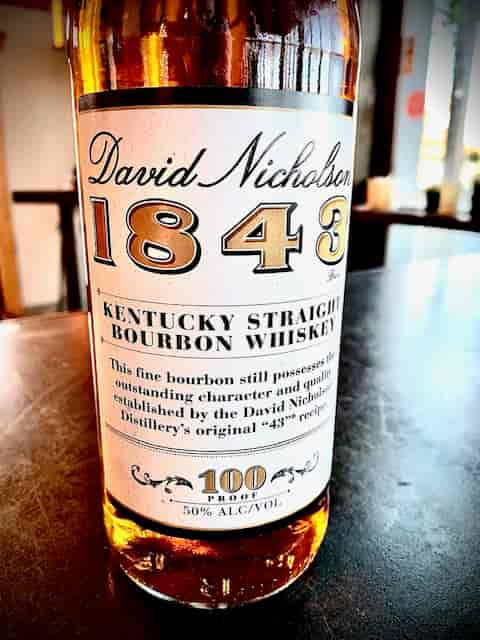 David Nicholson
1843
KENTUCKY STRAIGHT
BOURBON WHISKEY
This fine bourbon still possesses the
outstanding character and quality
established by the David Nicholson
Distillery's original "43" recipe.
100
PROOF
50% ALC/VOL